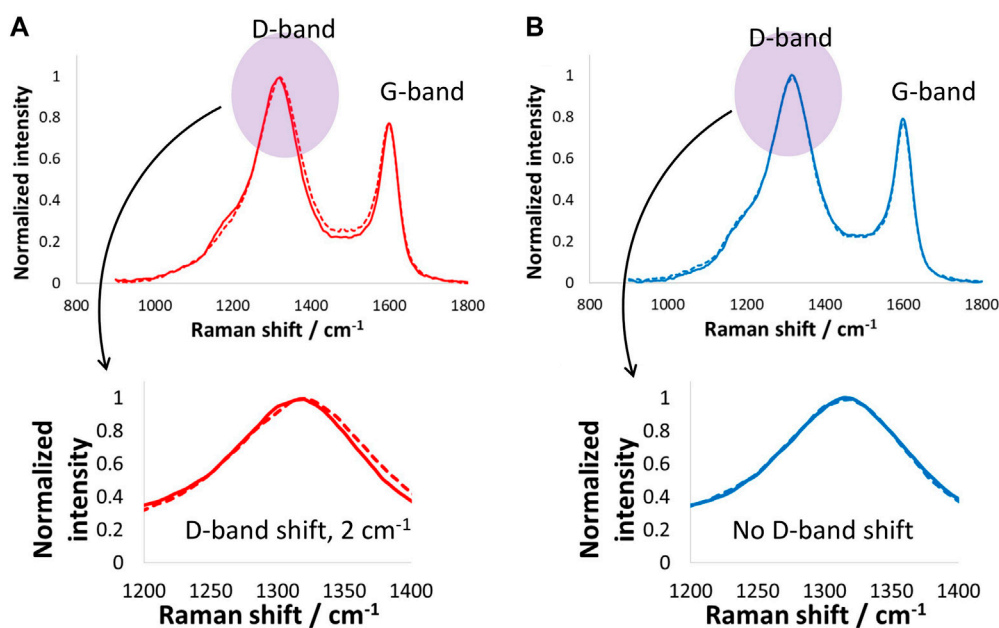 A
D-band
G-band
Normalized intensity
1
0.8
0.6
0.4
0.2
0
800 1000 1200 1400 1600 1800
Raman shift / cm⁻¹
Normalized
intensity
1
0.8
0.6
0.4
0.2
0
D-band shift, 2 cm⁻¹
1200 1250 1300 1350 1400
Raman shift / cm⁻¹
B
D-band
G-band
Normalized intensity
1
0.8
0.6
0.4
0.2
0
800 1000 1200 1400 1600 1800
Raman shift / cm⁻¹
Normalized
intensity
1
0.8
0.6
0.4
0.2
0
No D-band shift
1200 1250 1300 1350 1400
Raman shift / cm⁻¹